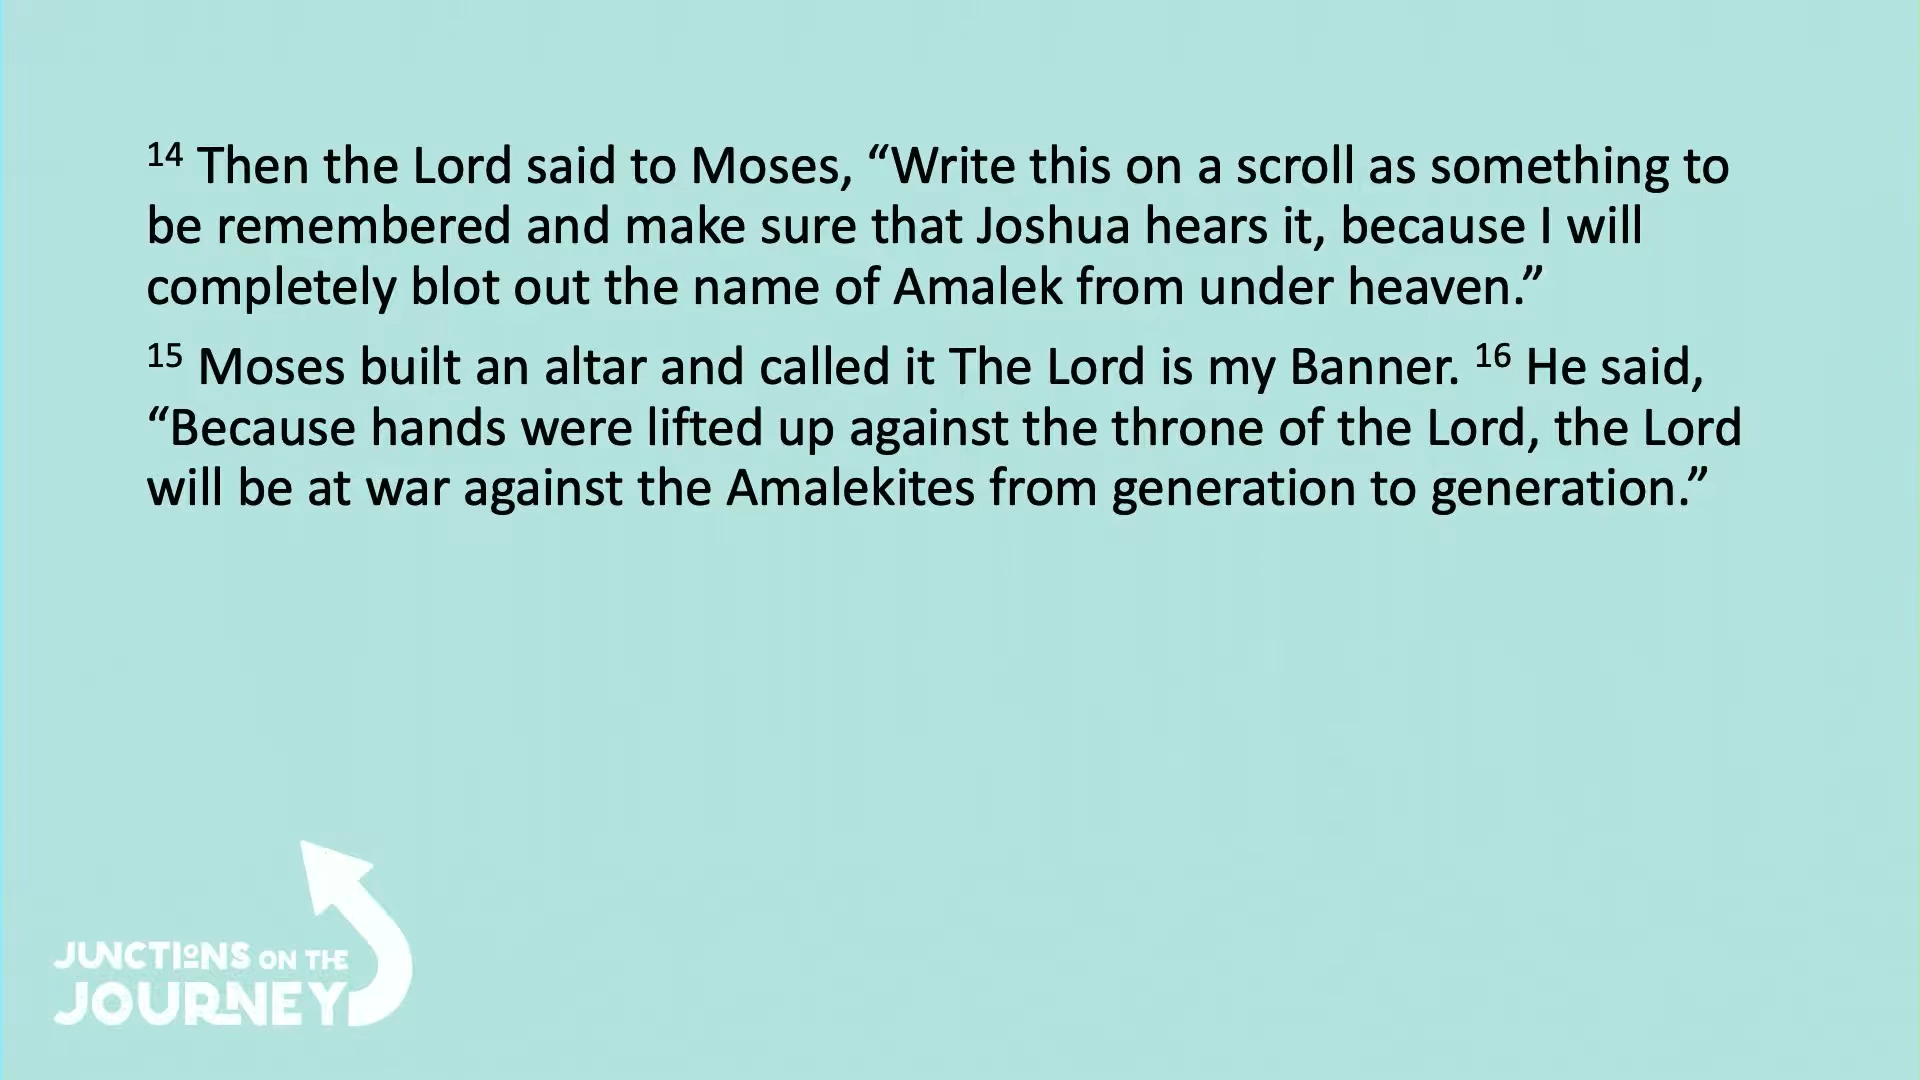 14 Then the Lord said to Moses, “Write this on a scroll as something to
be remembered and make sure that Joshua hears it, because I will
completely blot out the name of Amalek from under heaven.”
15 Moses built an altar and called it The Lord is my Banner. 16 He said,
“Because hands were lifted up against the throne of the Lord, the Lord
will be at war against the Amalekites from generation to generation.”
JUNCTIONS ON THE
JOURNEY